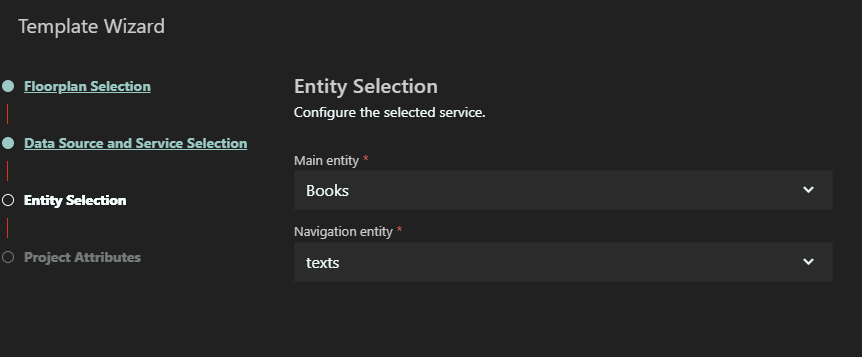 Template Wizard
Floorplan Selection
Data Source and Service Selection
Entity Selection
Project Attributes
Entity Selection
Configure the selected service.
Main entity *
Books
Navigation entity *
texts